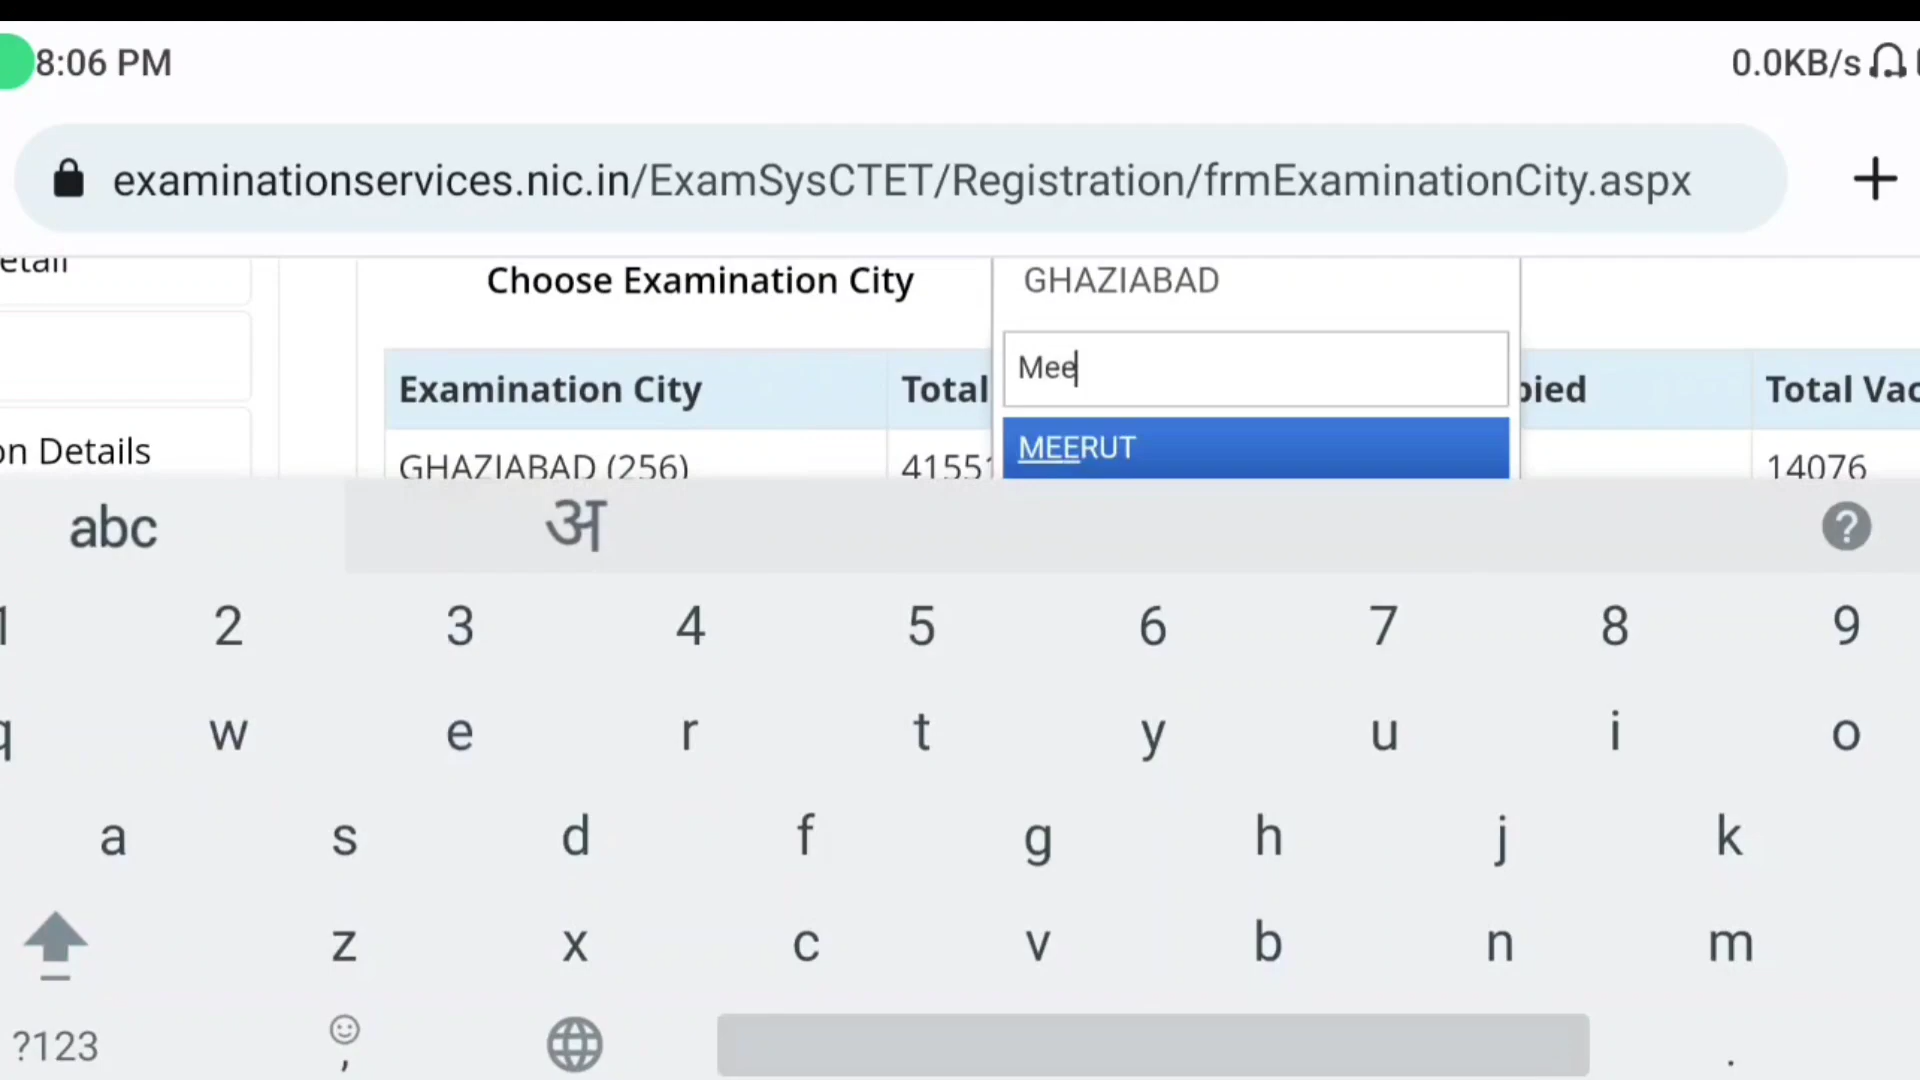 8:06 PM
0.0KB/s
examinationservices.nic.in/ExamSysCTET/Registration/frmExaminationCity.aspx
Choose Examination City
GHAZIABAD
Mee
Examination City
Total
Total
MEERUT
on Details
GHAZIABAD (256)
4155
14076
abc
अ
?
1 2 3 4 5 6 7 8 9
q w e r t y u i o
a s d f g h j k
z x c v b n m
?123 , .